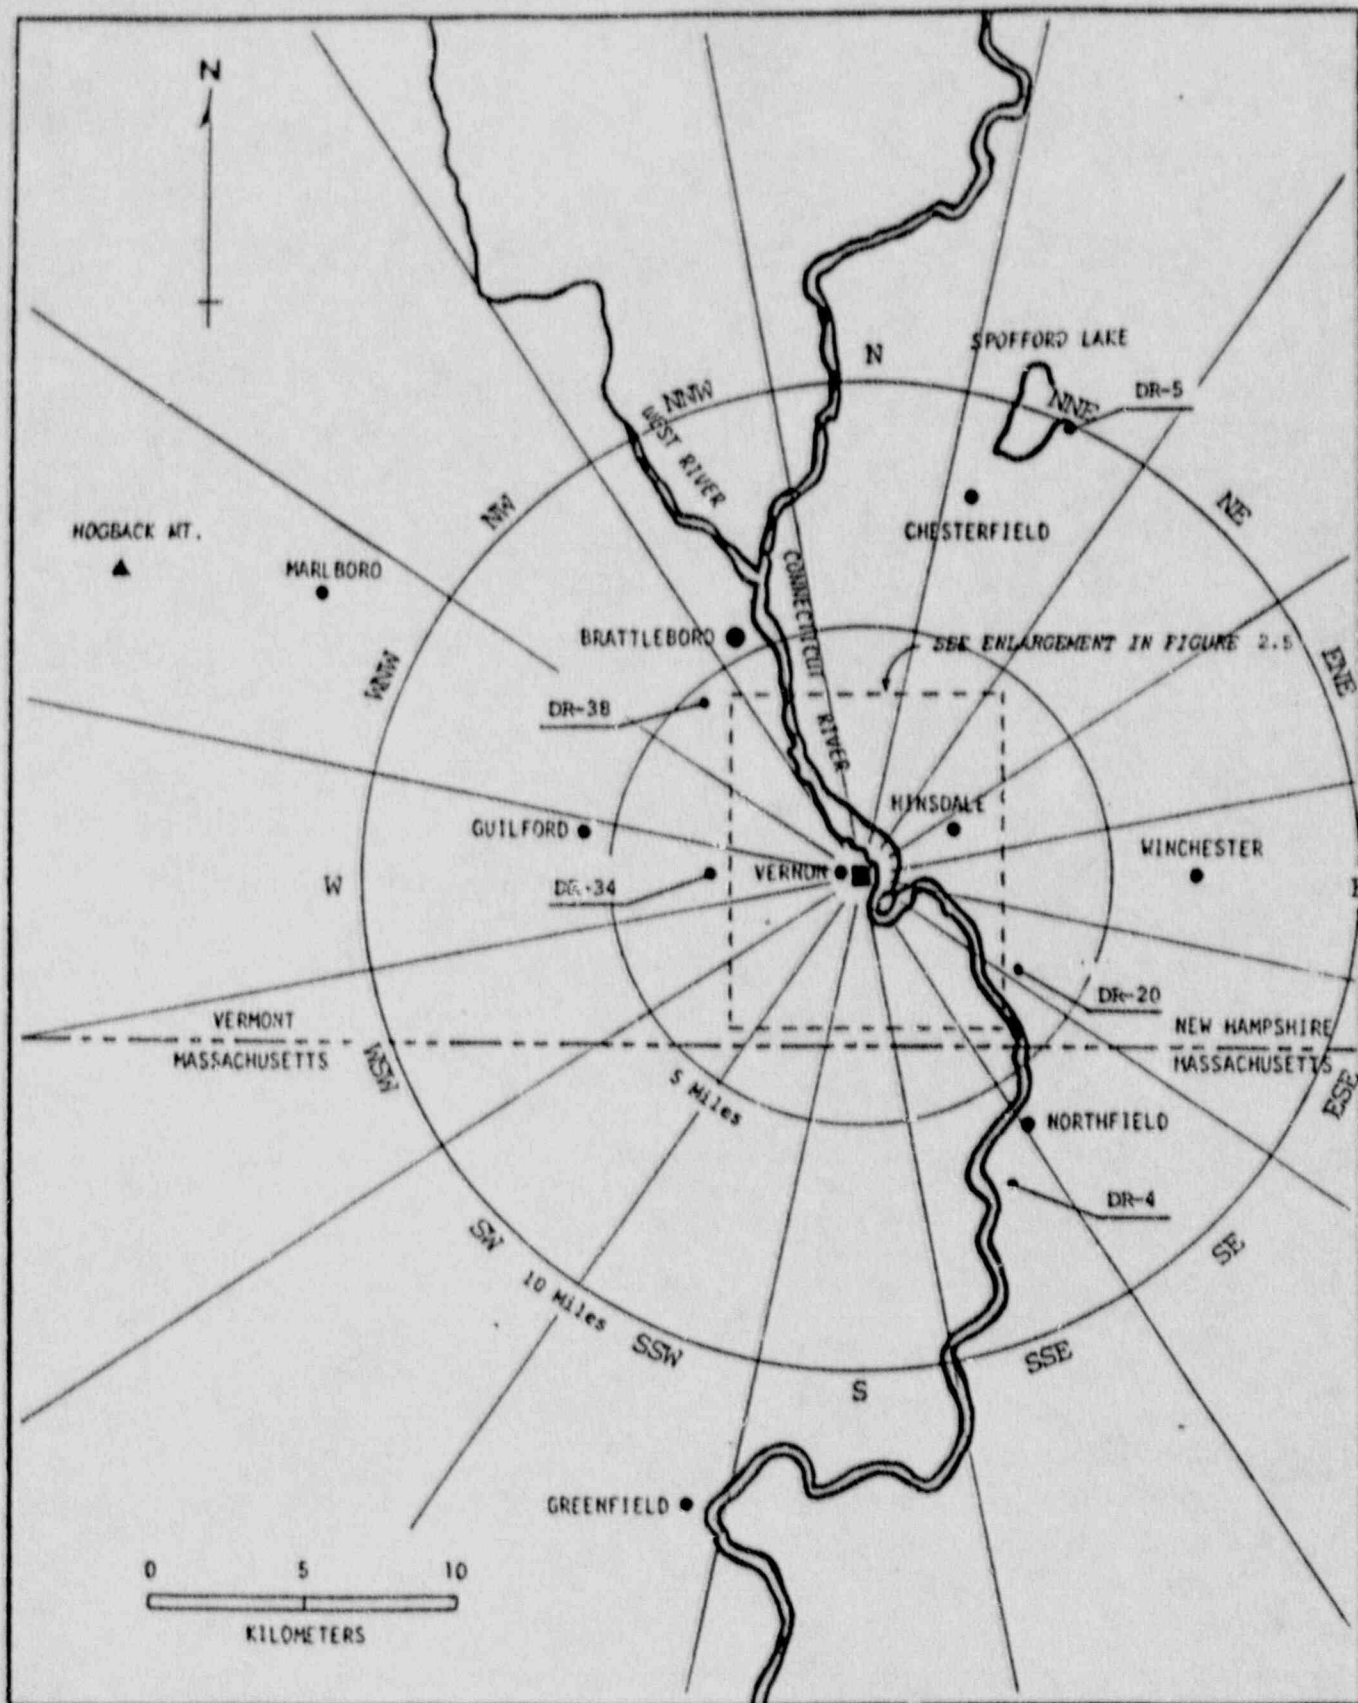 N
SPOFFORD LAKE
N
NNW
NNE
DR-5
WEST RIVER
NW
NE
HOGBACK MT.
CHESTERFIELD
MARLBORO
CONNECTICUT RIVER
BRATTLEBORO
SEE ENLARGEMENT IN FIGURE 2.5
ENE
WNW
DR-38
HINSDALE
GUILFORD
WINCHESTER
VERNON
W
DR-34
DR-20
VERMONT
NEW HAMPSHIRE
MASSACHUSETTS
MASSACHUSETTS
WSW
ESE
5 Miles
NORTHFIELD
DR-4
SW
SE
10 Miles
SSW
SSE
S
GREENFIELD
0 5 10
KILOMETERS